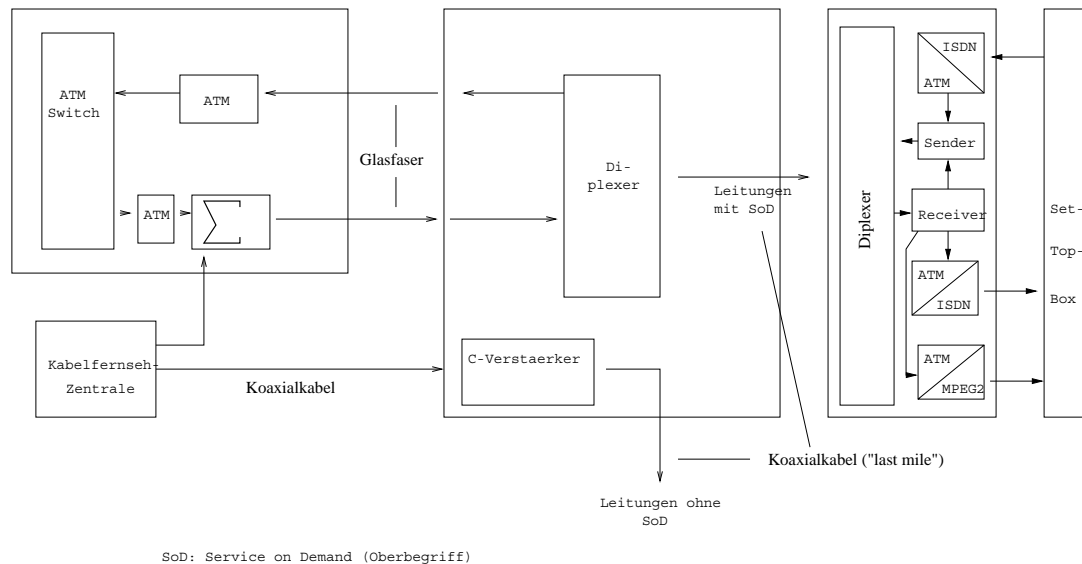 ATM
Switch
ATM
ATM
Glasfaser
Kabelfernseh-
Zentrale
Koaxialkabel
Di-
plexer
C-Verstaerker
Leitungen
mit SoD
Leitungen ohne
SoD
Koaxialkabel ("last mile")
Diplexer
ISDN
ATM
Sender
Receiver
ATM
ISDN
ATM
MPEG2
Set-
Top-
Box
SoD: Service on Demand (Oberbegriff)